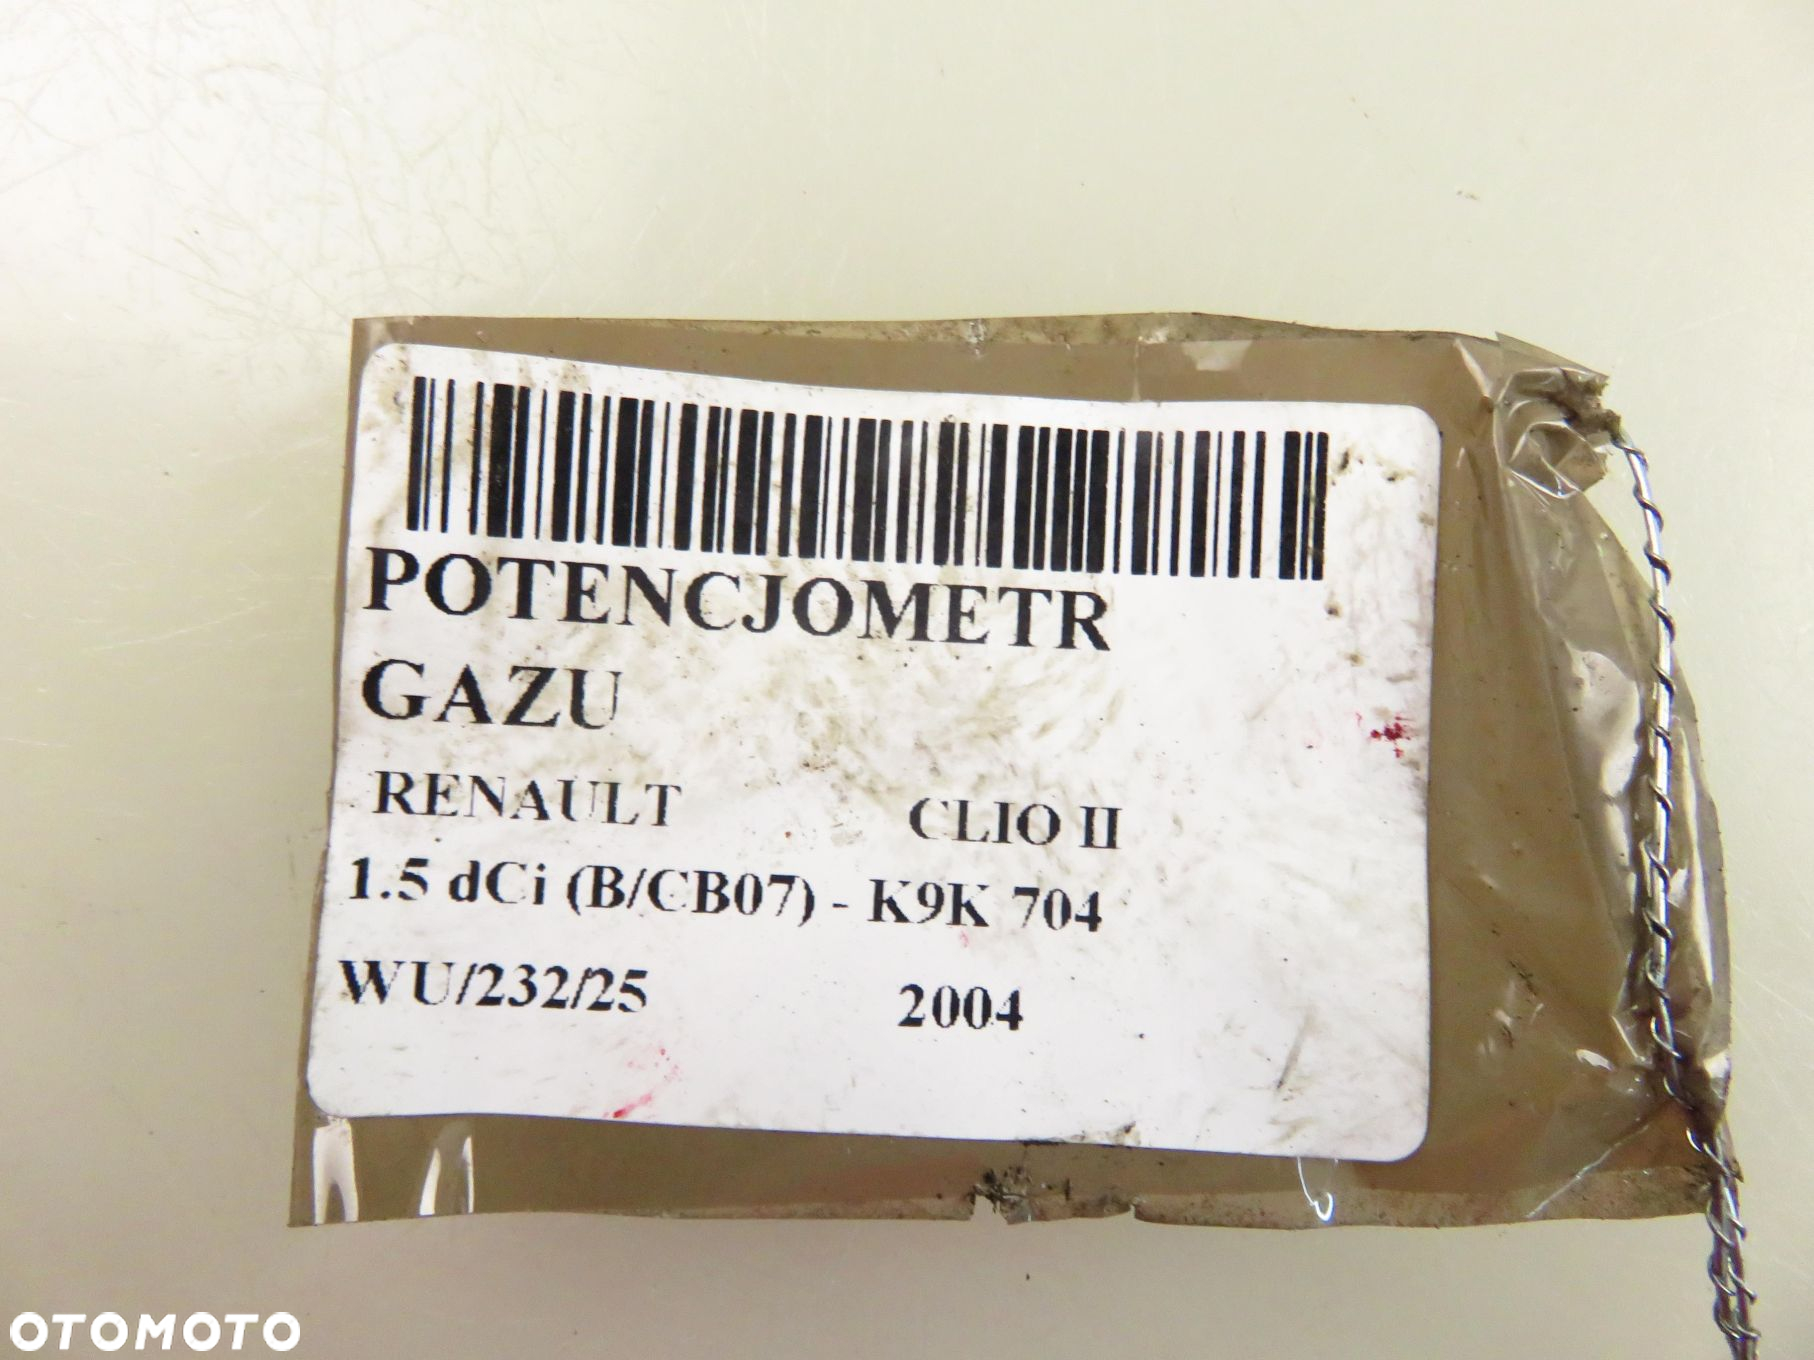 POTENCJOMETR
GAZU
RENAULT CLIO II
1.5 dCi (B/CB07) - K9K 704
WU/232/25 2004
OTOMOTO